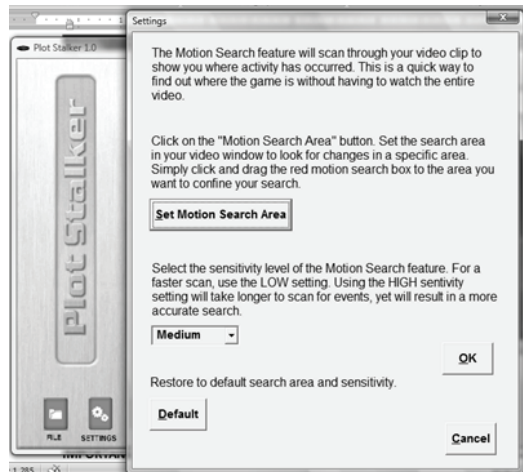 Settings
Plot Stalker 1.0
The Motion Search feature will scan through your video clip to
show you where activity has occurred. This is a quick way to
find out where the game is without having to watch the entire
video.
Click on the "Motion Search Area" button. Set the search area
in your video window to look for changes in a specific area.
Simply click and drag the red motion search box to the area you
want to confine your search.
Set Motion Search Area
Select the sensitivity level of the Motion Search feature. For a
faster scan, use the LOW setting. Using the HIGH sentivity
setting will take longer to scan for events, yet will result in a more
accurate search.
Medium
OK
Restore to default search area and sensitivity.
Default
Cancel
Plot Stalker
FILE SETTINGS
1,285